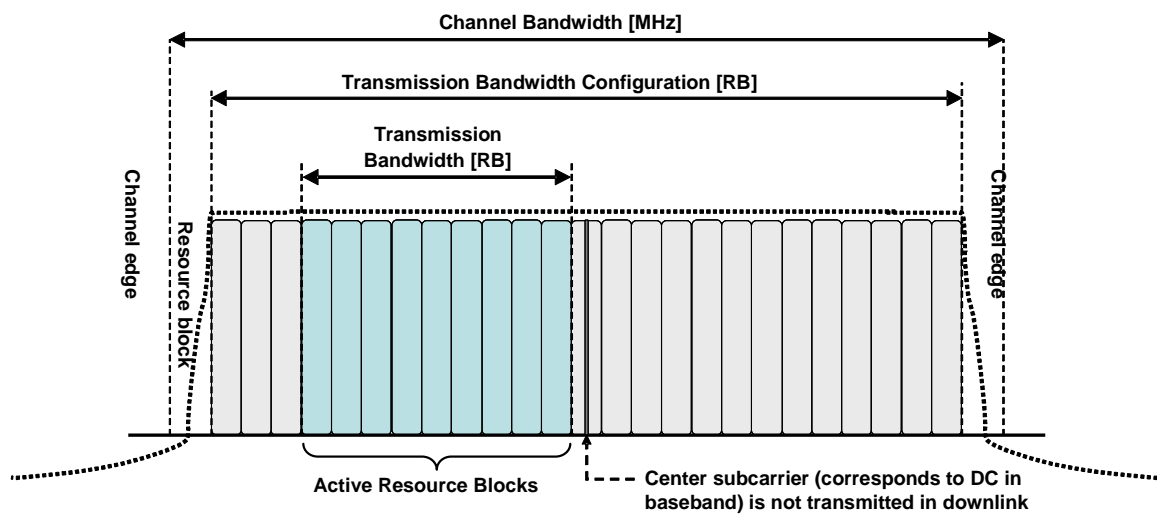 Channel Bandwidth [MHz]
Transmission Bandwidth Configuration [RB]
Transmission
Bandwidth [RB]
Channel edge
Resource block
Channel edge
Active Resource Blocks
Center subcarrier (corresponds to DC in
baseband) is not transmitted in downlink